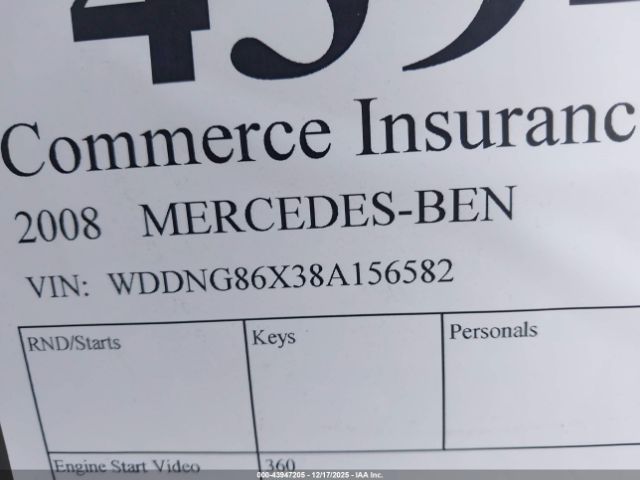 Commerce Insuranc
2008 MERCEDES-BEN
VIN: WDDNG86X38A156582
RND/Starts Keys Personals
Engine Start Video 360
000-43947205 - 12/17/2025 - IAA Inc.